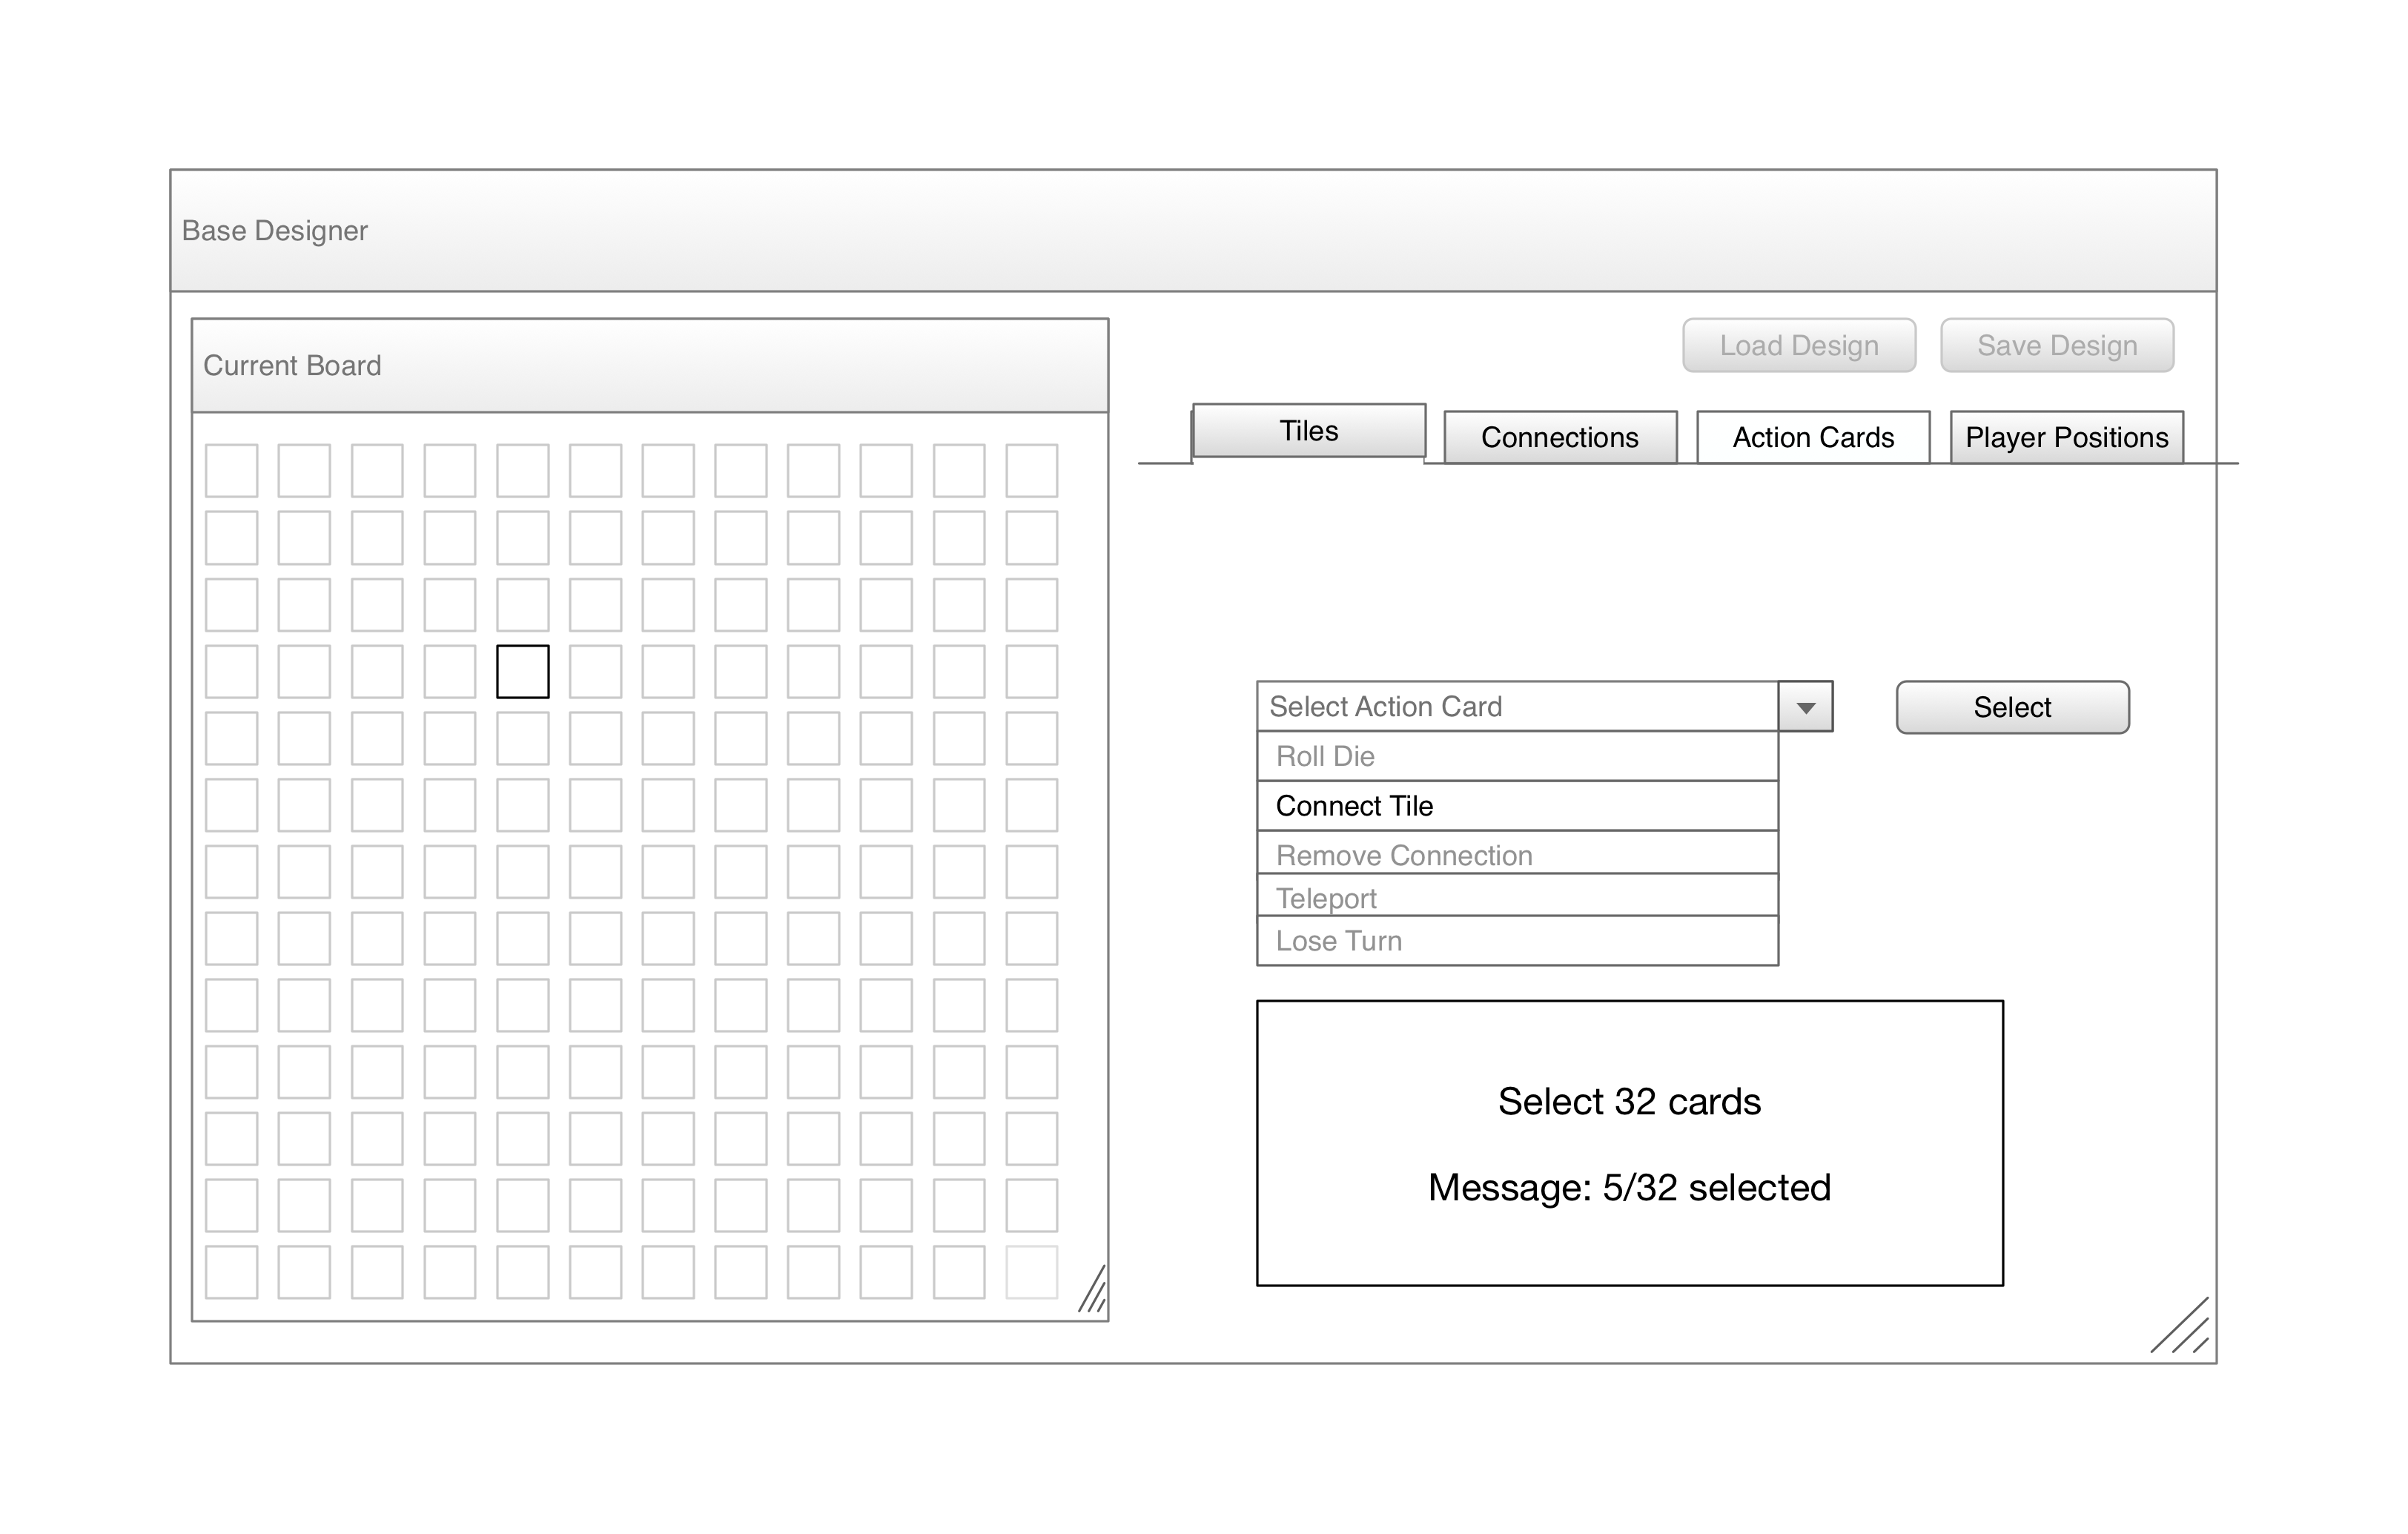 Base Designer
Current Board
Load Design
Save Design
Tiles
Connections
Action Cards
Player Positions
Select Action Card
Select
Roll Die
Connect Tile
Remove Connection
Teleport
Lose Turn
Select 32 cards
Message: 5/32 selected